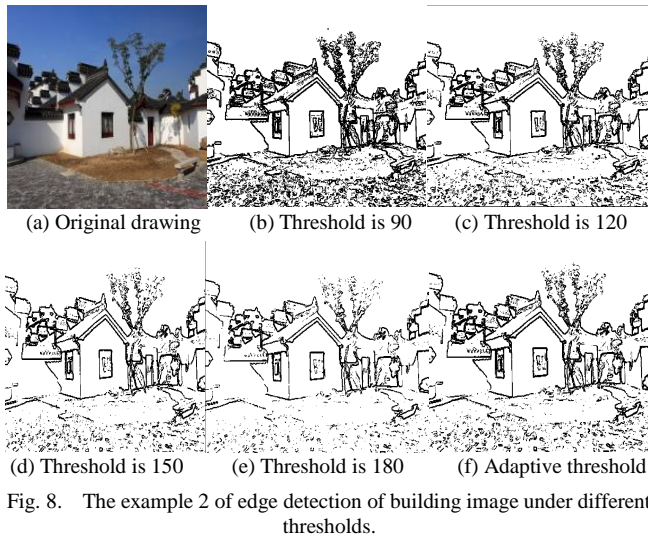 (a) Original drawing (b) Threshold is 90 (c) Threshold is 120
(d) Threshold is 150 (e) Threshold is 180 (f) Adaptive threshold
Fig. 8. The example 2 of edge detection of building image under different
thresholds.